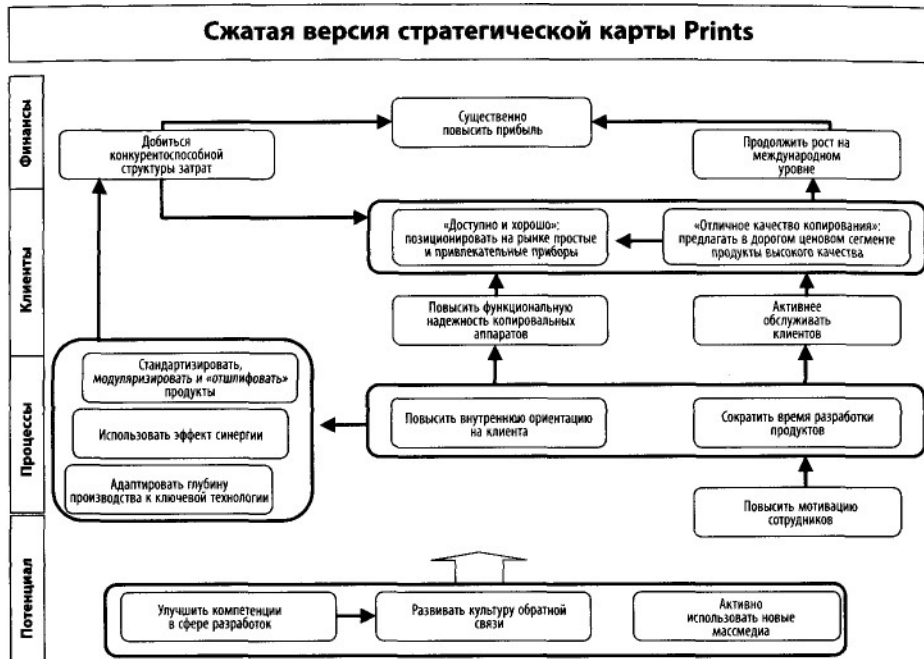 Сжатая версия стратегической карты Prints
Финансы
Существенно
повысить прибыль
Добиться
конкурентоспособной
структуры затрат
Продолжить рост на
международном
уровне
Клиенты
«Доступно и хорошо»:
позиционировать на рынке простые
и привлекательные приборы
«Отличное качество копирования»:
предлагать в дорогом ценовом сегменте
продукты высокого качества
Повысить функциональную
надежность копировальных
аппаратов
Активнее
обслуживать
клиентов
Процессы
Стандартизировать,
модуляризировать и «отшлифовать»
продукты
Использовать эффект синергии
Адаптировать глубину
производства к ключевой технологии
Повысить внутреннюю ориентацию
на клиента
Сократить время разработки
продуктов
Повысить мотивацию
сотрудников
Потенциал
Улучшить компетенции
в сфере разработок
Развивать культуру обратной
связи
Активно
использовать новые
массмедиа